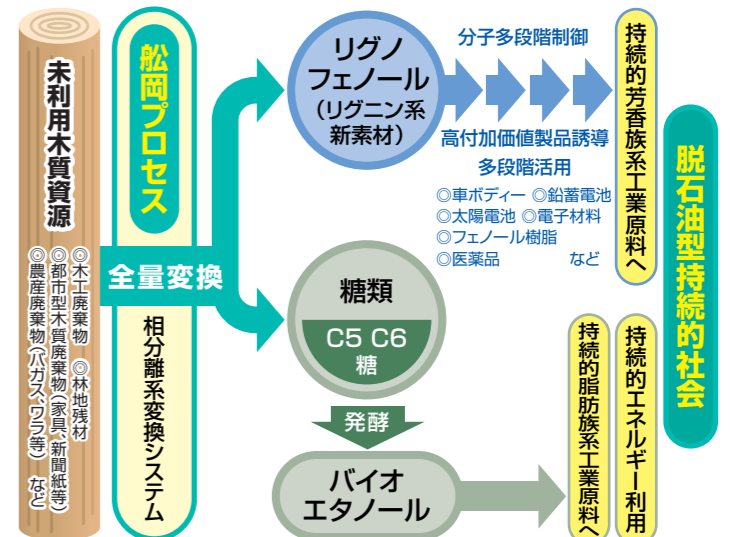 未利用木質資源
◎木工廃棄物 ◎林地残材
◎都市型木質廃棄物(家具、新聞紙等)
◎農産廃棄物(バガス、ワラ等) など
舩岡プロセス
全量変換
相分離系変換システム
リグノ
フェノール
(リグニン系
新素材)
分子多段階制御
高付加価値製品誘導
多段階活用
◎車ボディー ◎鉛蓄電池
◎太陽電池 ◎電子材料
◎フェノール樹脂
◎医薬品 など
持続的芳香族系工業原料へ
糖類
C5 C6
糖
発酵
バイオ
エタノール
持続的エネルギー利用
持続的脂肪族系工業原料へ
脱石油型持続的社会